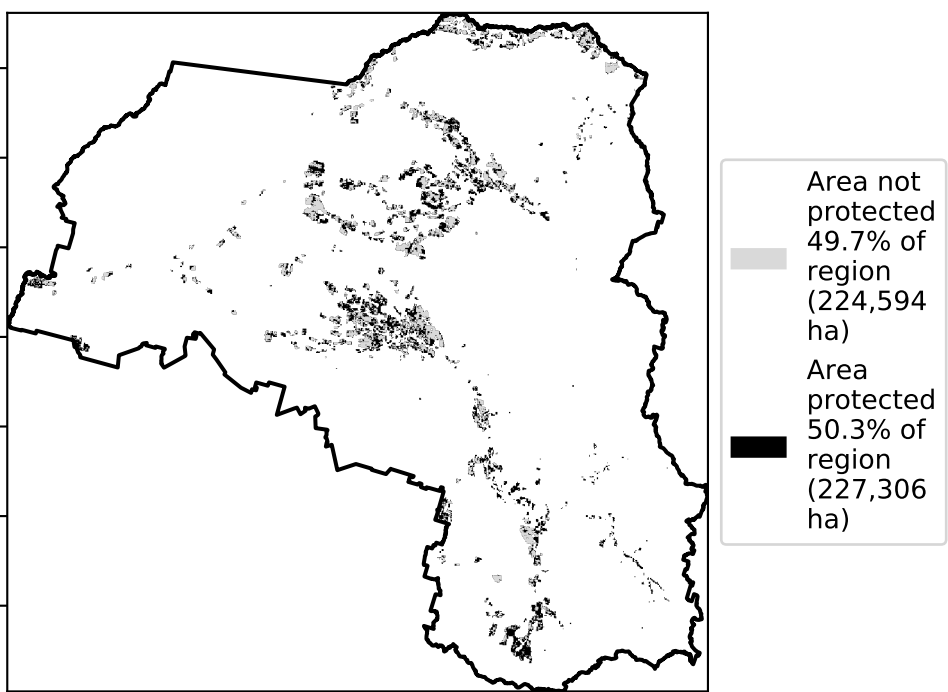 Area not
protected
49.7% of
region
(224,594
ha)
Area
protected
50.3% of
region
(227,306
ha)